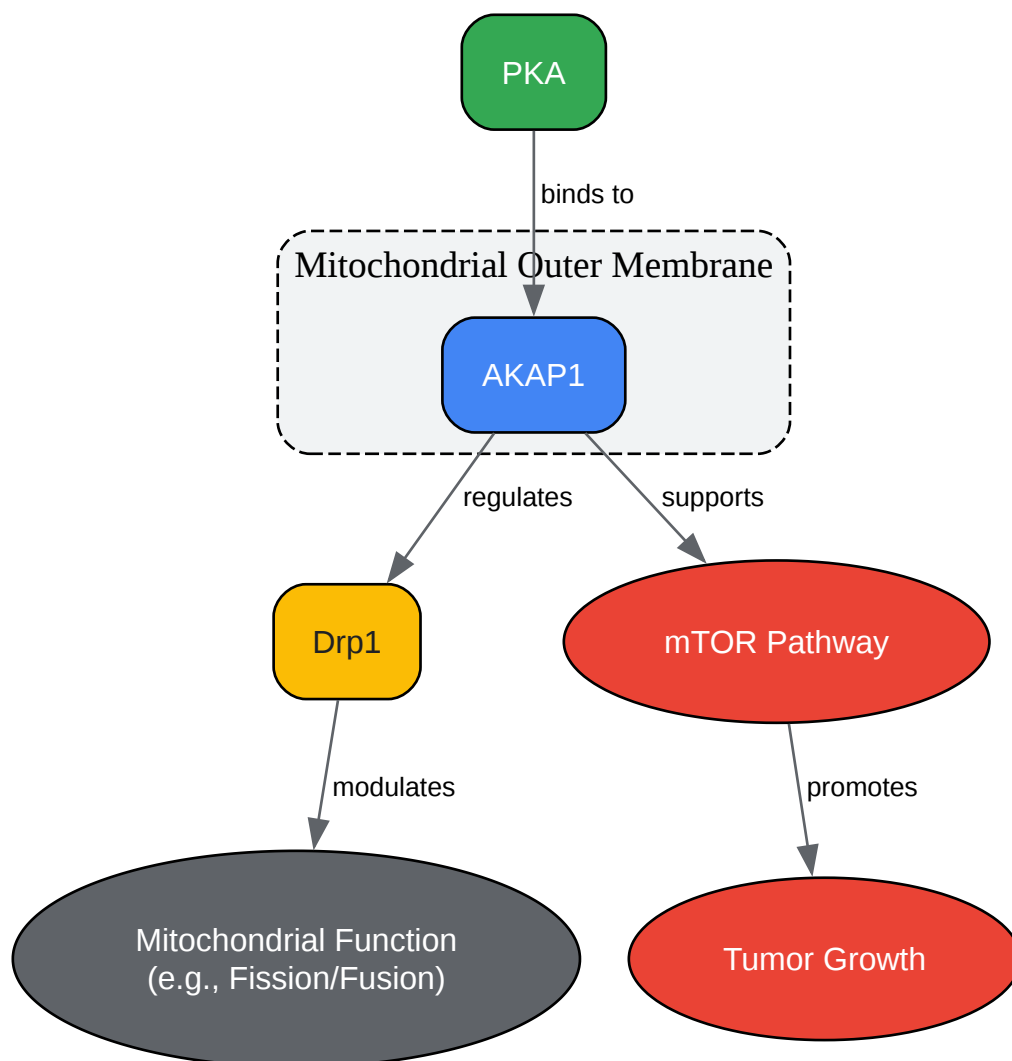 PKA
binds to
Mitochondrial Outer Membrane
AKAP1
regulates
supports
Drp1
mTOR Pathway
modulates
promotes
Mitochondrial Function
(e.g., Fission/Fusion)
Tumor Growth